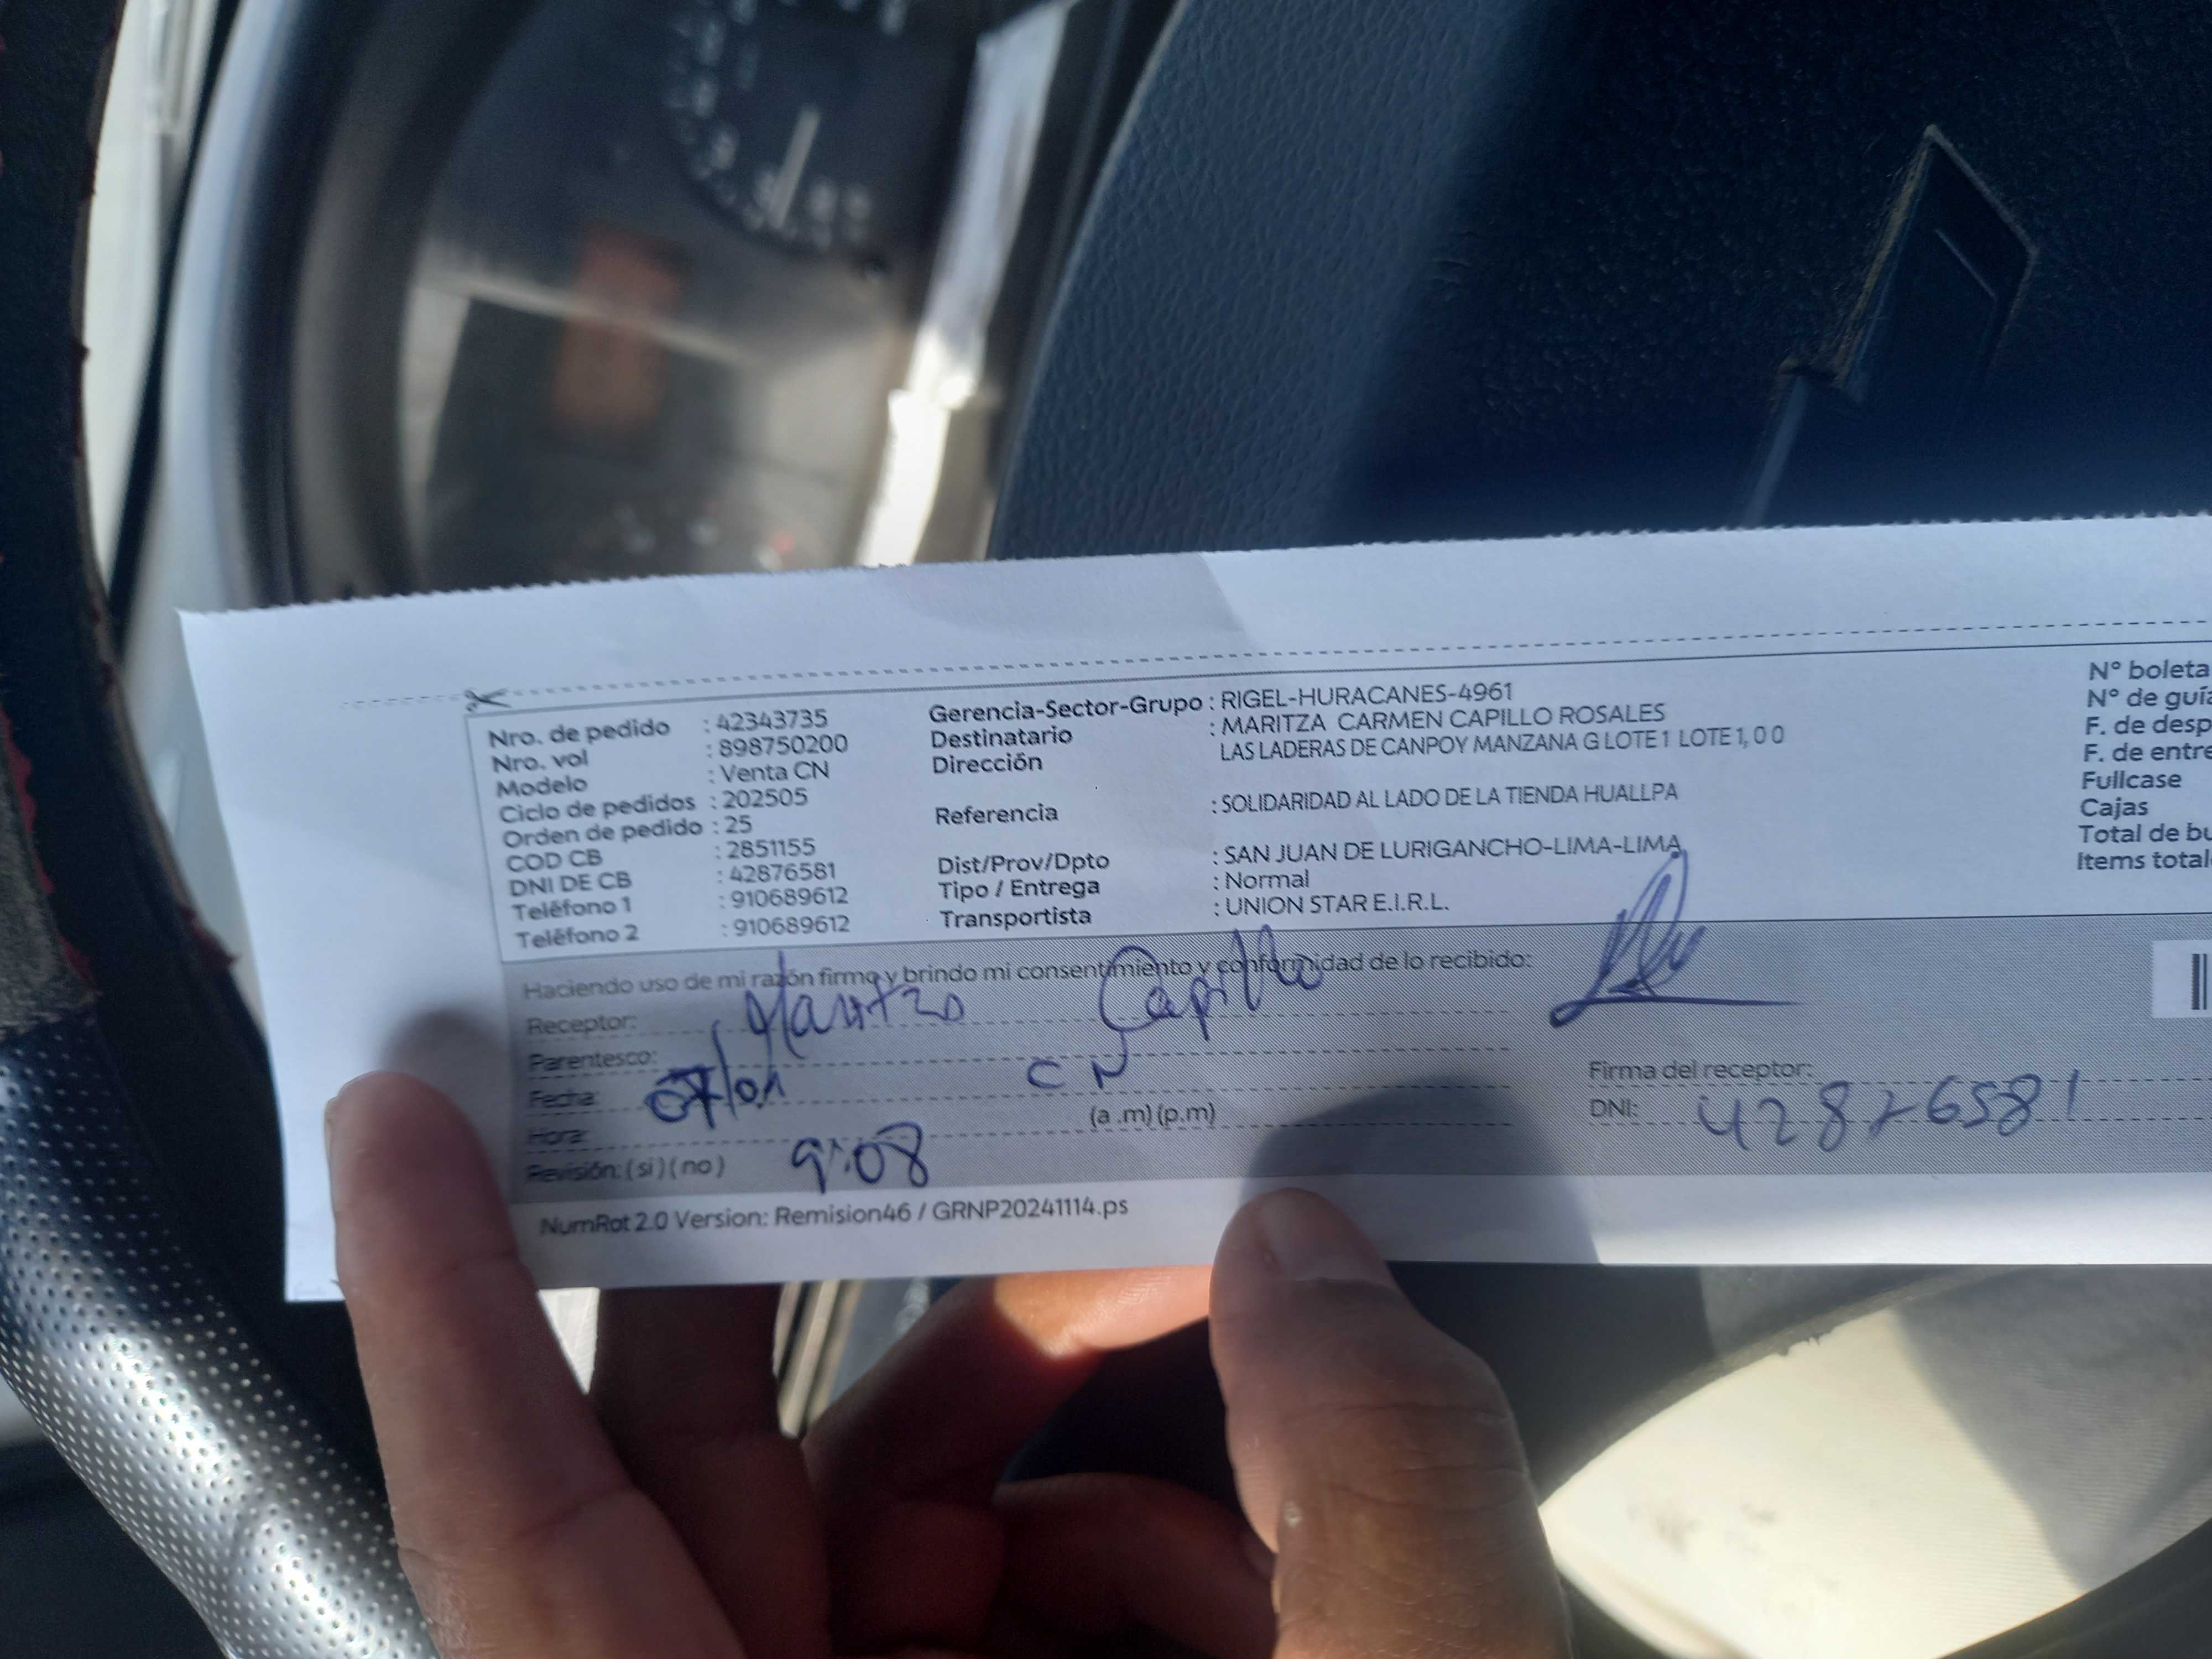 Nro. de pedido : 42343735
Nro. vol : 898750200
Modelo : Venta CN
Ciclo de pedidos : 202505
Orden de pedido : 25
COD CB : 2851155
DNI DE CB : 42876581
Teléfono 1 : 910689612
Teléfono 2 : 910689612
Gerencia-Sector-Grupo : RIGEL-HURACANES-4961
Destinatario : MARITZA CARMEN CAPILLO ROSALES
Dirección LAS LADERAS DE CANPOY MANZANA G LOTE 1 LOTE 1, 0 0
Referencia : SOLIDARIDAD AL LADO DE LA TIENDA HUALLPA
Dist/Prov/Dpto : SAN JUAN DE LURIGANCHO-LIMA-LIMA
Tipo / Entrega : Normal
Transportista : UNION STAR E.I.R.L.
N° boleta
N° de guía
F. de desp
F. de entre
Fullcase
Cajas
Total de bu
Items total
Haciendo uso de mi razón firmo y brindo mi consentimiento y conformidad de lo recibido:
Receptor: Maritza Capillo
Parentesco: CN
Fecha:
Hora: (a .m) (p.m)
Revisión: ( si ) ( no ) 9:08
Firma del receptor:
DNI: 42876581
NumRot 2.0 Version: Remision46 / GRNP20241114.ps